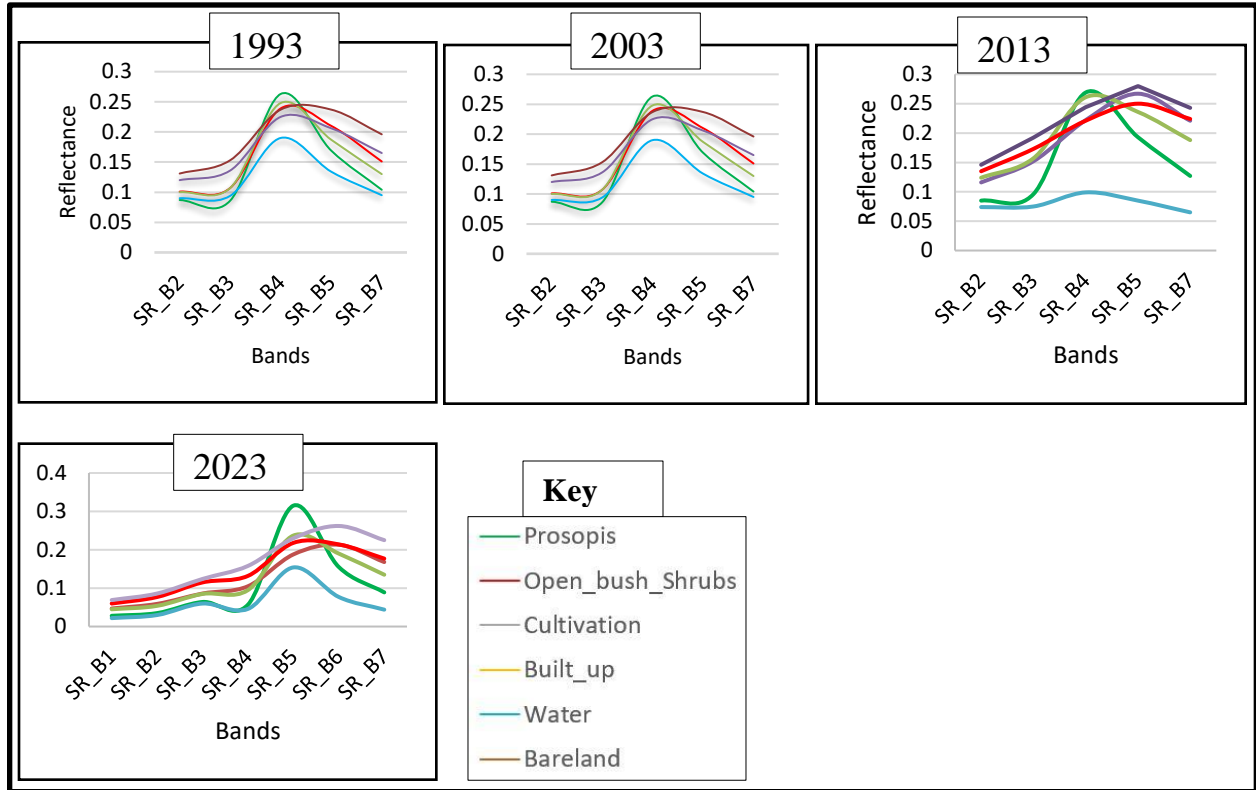 1993
0.3
0.25
0.2
0.15
0.1
0.05
0
Reflectance
SR_B2
SR_B3
SR_B4
SR_B5
SR_B7
Bands
2003
0.3
0.25
0.2
0.15
0.1
0.05
0
SR_B2
SR_B3
SR_B4
SR_B5
SR_B7
Bands
2013
0.3
0.25
0.2
0.15
0.1
0.05
0
Reflectance
SR_B2
SR_B3
SR_B4
SR_B5
SR_B7
Bands
2023
0.4
0.3
0.2
0.1
0
SR_B1
SR_B2
SR_B3
SR_B4
SR_B5
SR_B6
SR_B7
Bands
Key
Prosopis
Open_bush_Shrubs
Cultivation
Built_up
Water
Bareland